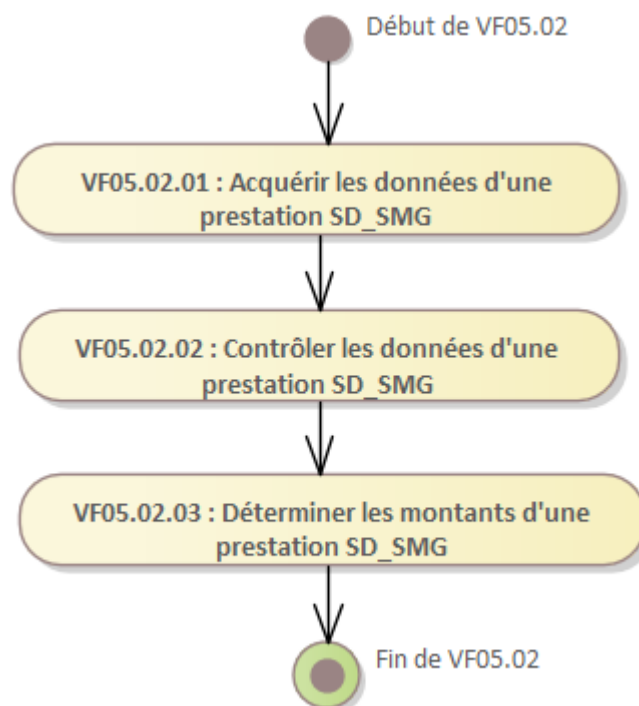 Début de VF05.02
VF05.02.01 : Acquérir les données d'une
prestation SD_SMG
VF05.02.02 : Contrôler les données d'une
prestation SD_SMG
VF05.02.03 : Déterminer les montants d'une
prestation SD_SMG
Fin de VF05.02